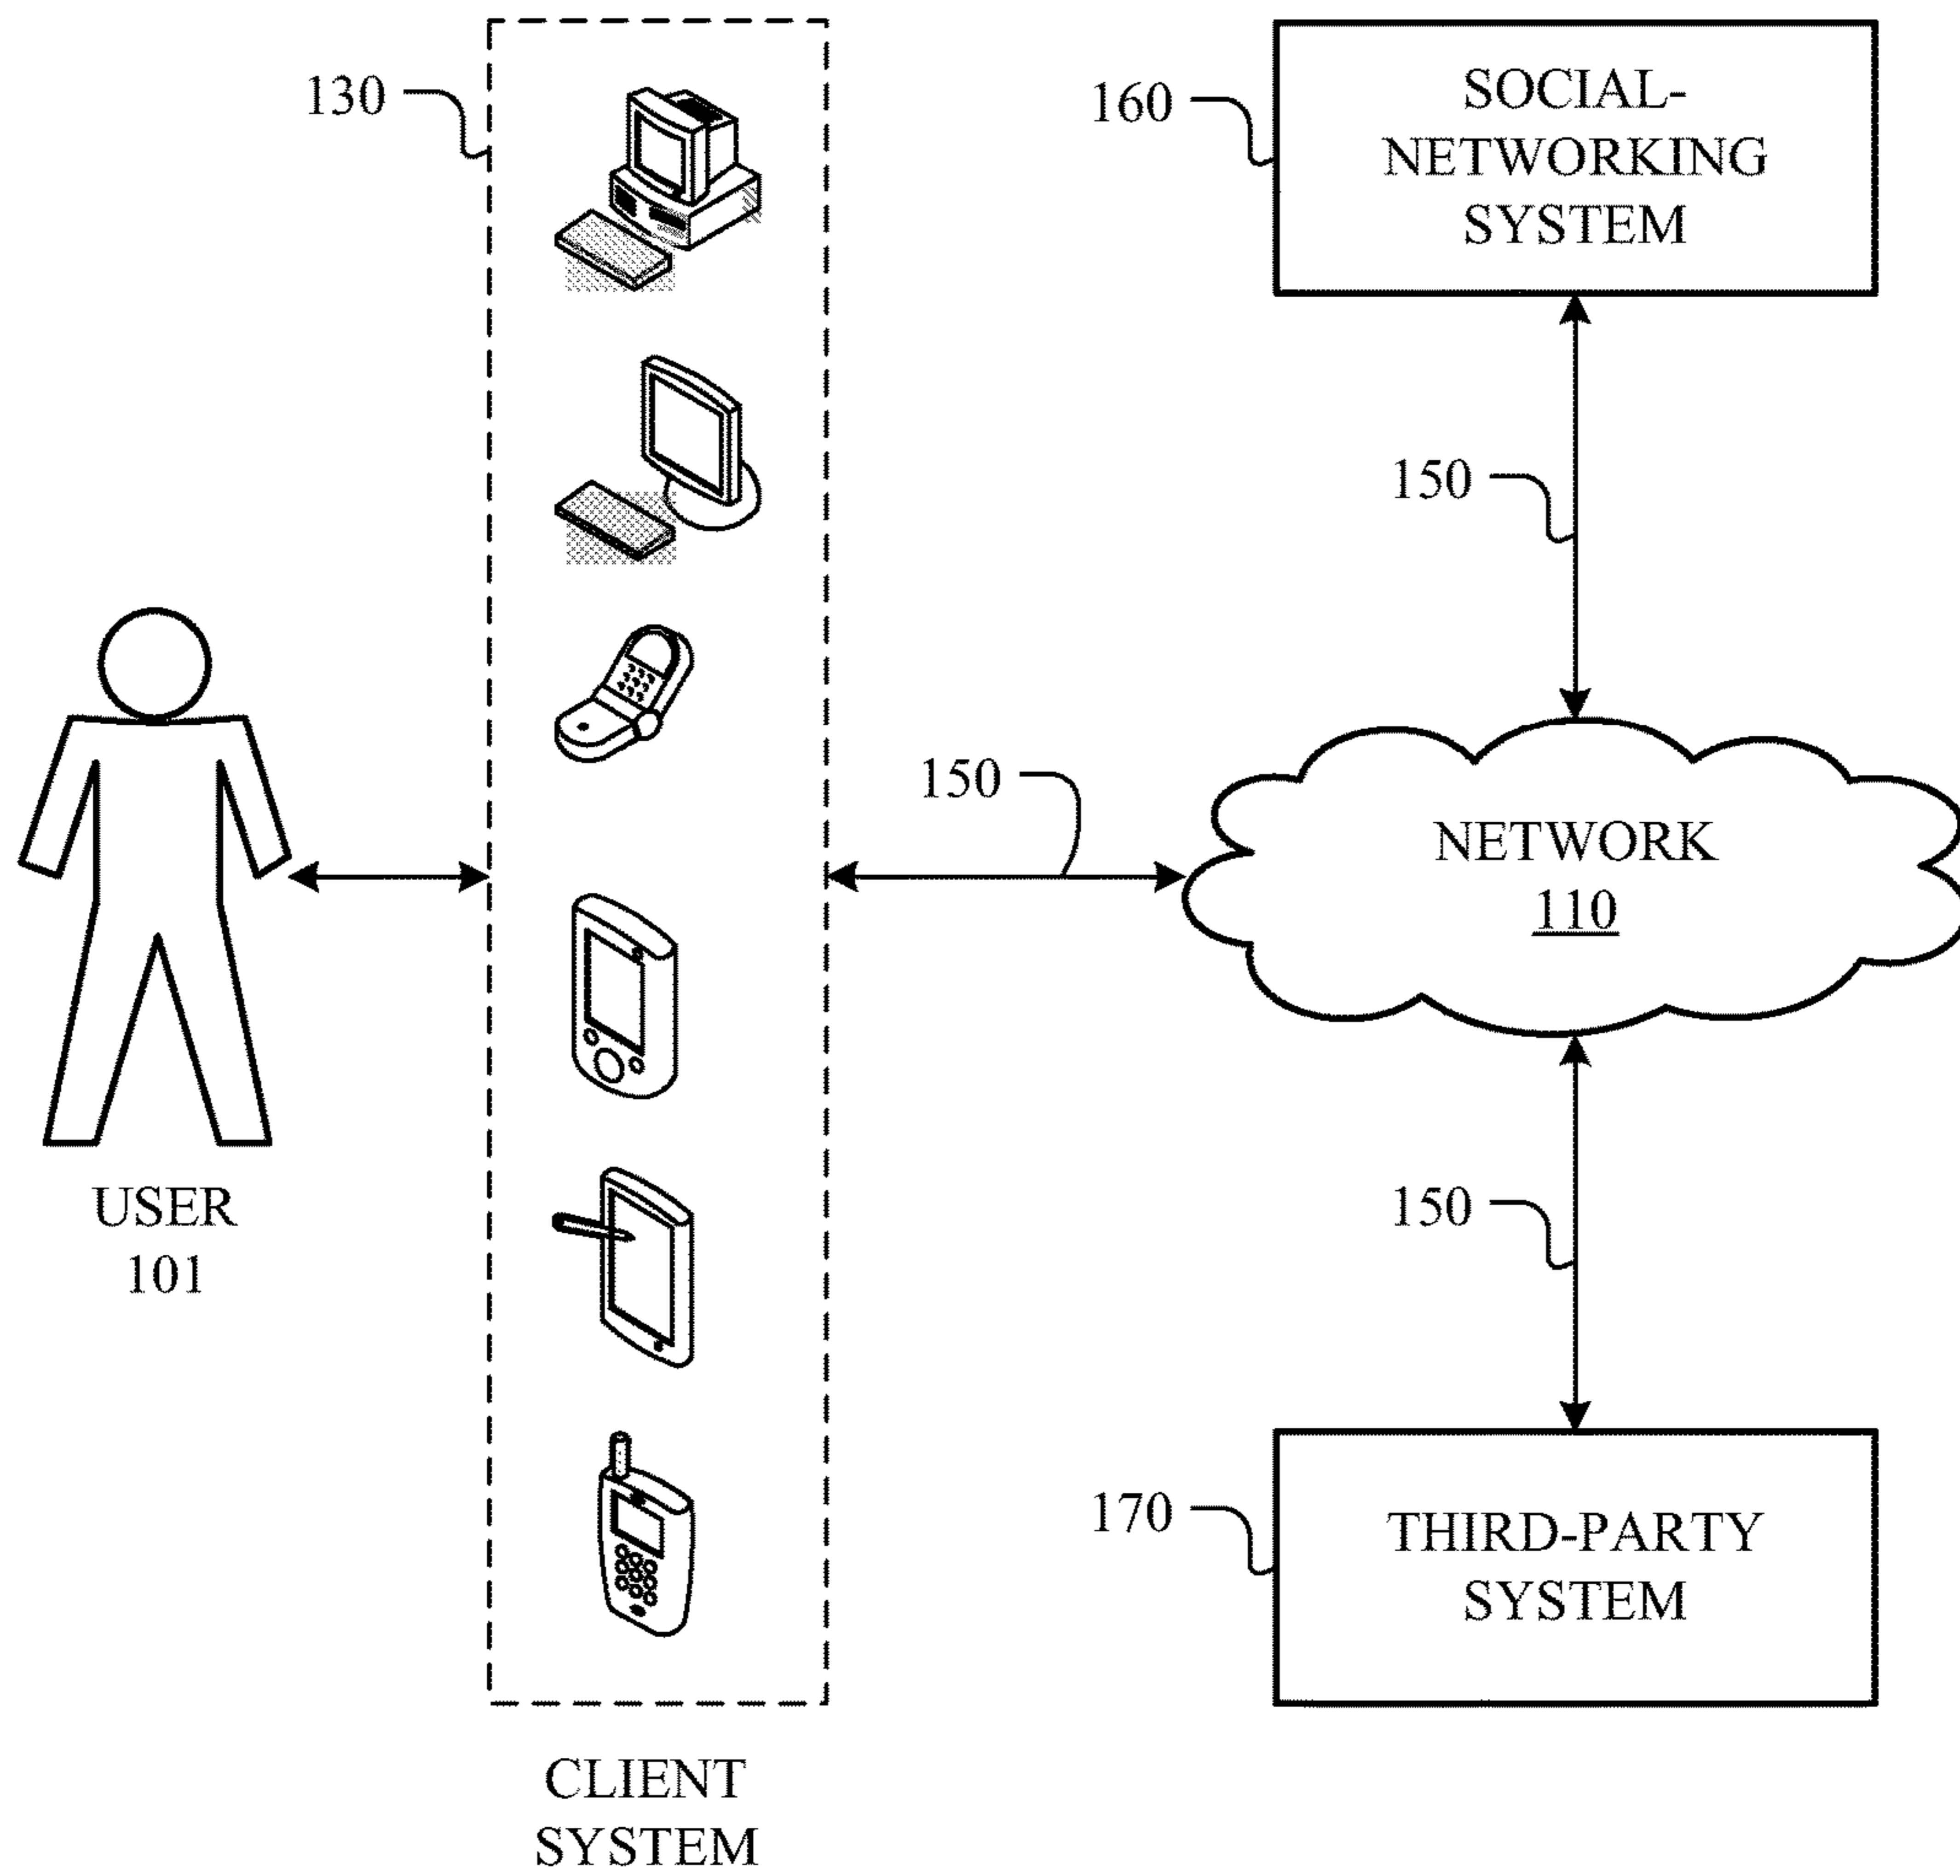 130
160
SOCIAL-
NETWORKING
SYSTEM
150
150
NETWORK
110
USER
101
150
170
THIRD-PARTY
SYSTEM
CLIENT
SYSTEM